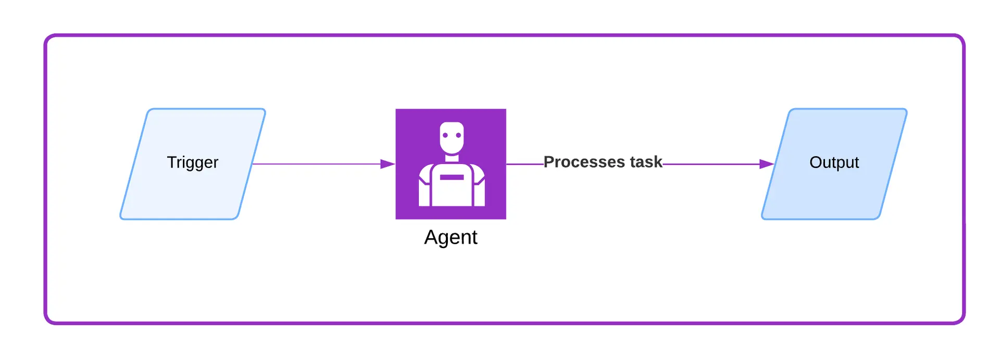 Trigger
Processes task
Output
Agent